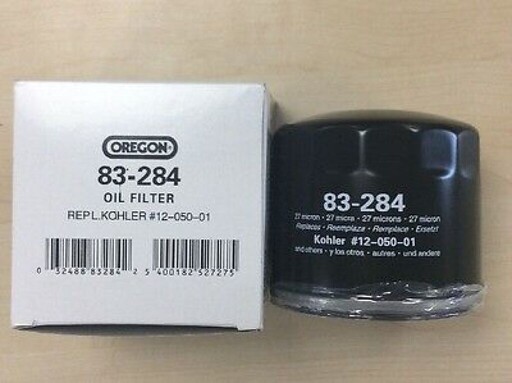 OREGON
83-284
OIL FILTER
REPL.KOHLER #12-050-01
0 32488 83284 2 5 400182 527275
83-284
27 micron · 27 micra · 27 microns · 27 micron
Replaces · Reemplaza · Remplace · Ersetzt
Kohler #12-050-01
and others · y los otros · autres · und andere